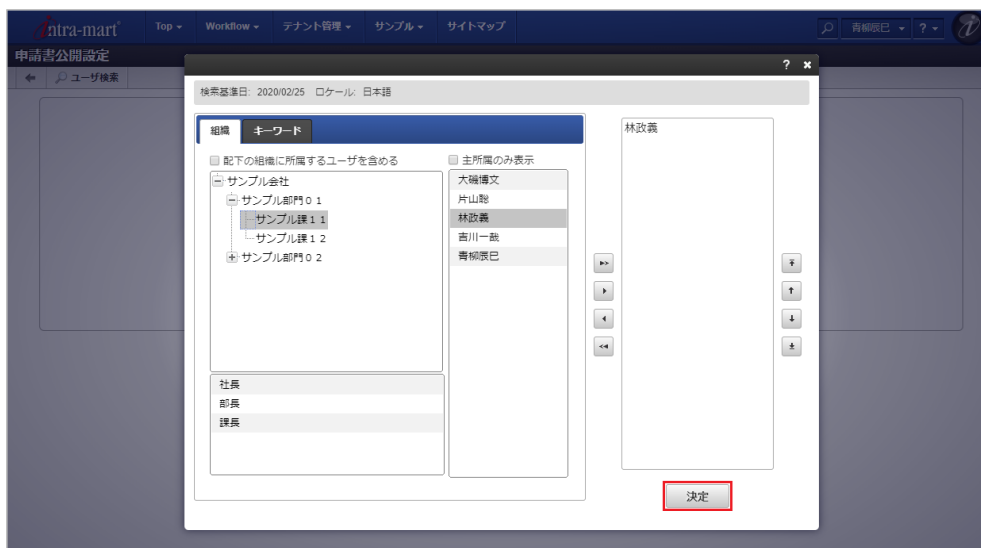 intra-mart
Top
Workflow
テナント管理
サンプル
サイトマップ
青柳辰巳
?
申請書公開設定
ユーザ検索
? ×
検索基準日: 2020/02/25 ロケール: 日本語
組織
キーワード
配下の組織に所属するユーザを含める
主所属のみ表示
サンプル会社
サンプル部門０１
サンプル課１１
サンプル課１２
サンプル部門０２
大磯博文
片山聡
林政義
吉川一哉
青柳辰巳
社長
部長
課長
林政義
決定